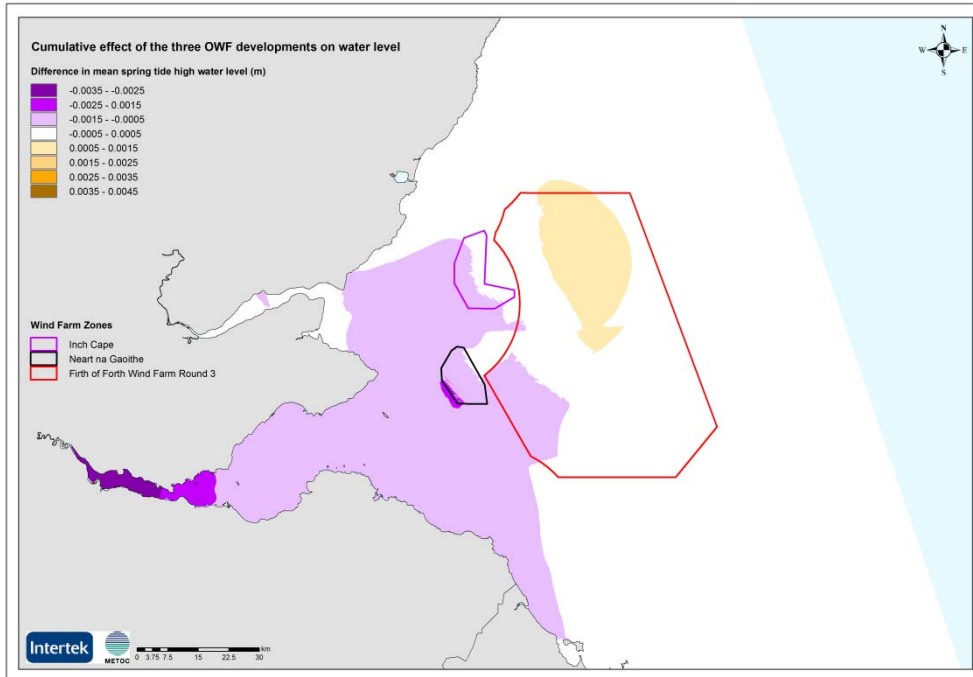 Cumulative effect of the three OWF developments on water level
Difference in mean spring tide high water level (m)
-0.0035 - -0.0025
-0.0025 - 0.0015
-0.0015 - -0.0005
-0.0005 - 0.0005
0.0005 - 0.0015
0.0015 - 0.0025
0.0025 - 0.0035
0.0035 - 0.0045
N
W E
S
Wind Farm Zones
Inch Cape
Neart na Gaoithe
Firth of Forth Wind Farm Round 3
Intertek
METOC
km
0 3.75 7.5 15 22.5 30